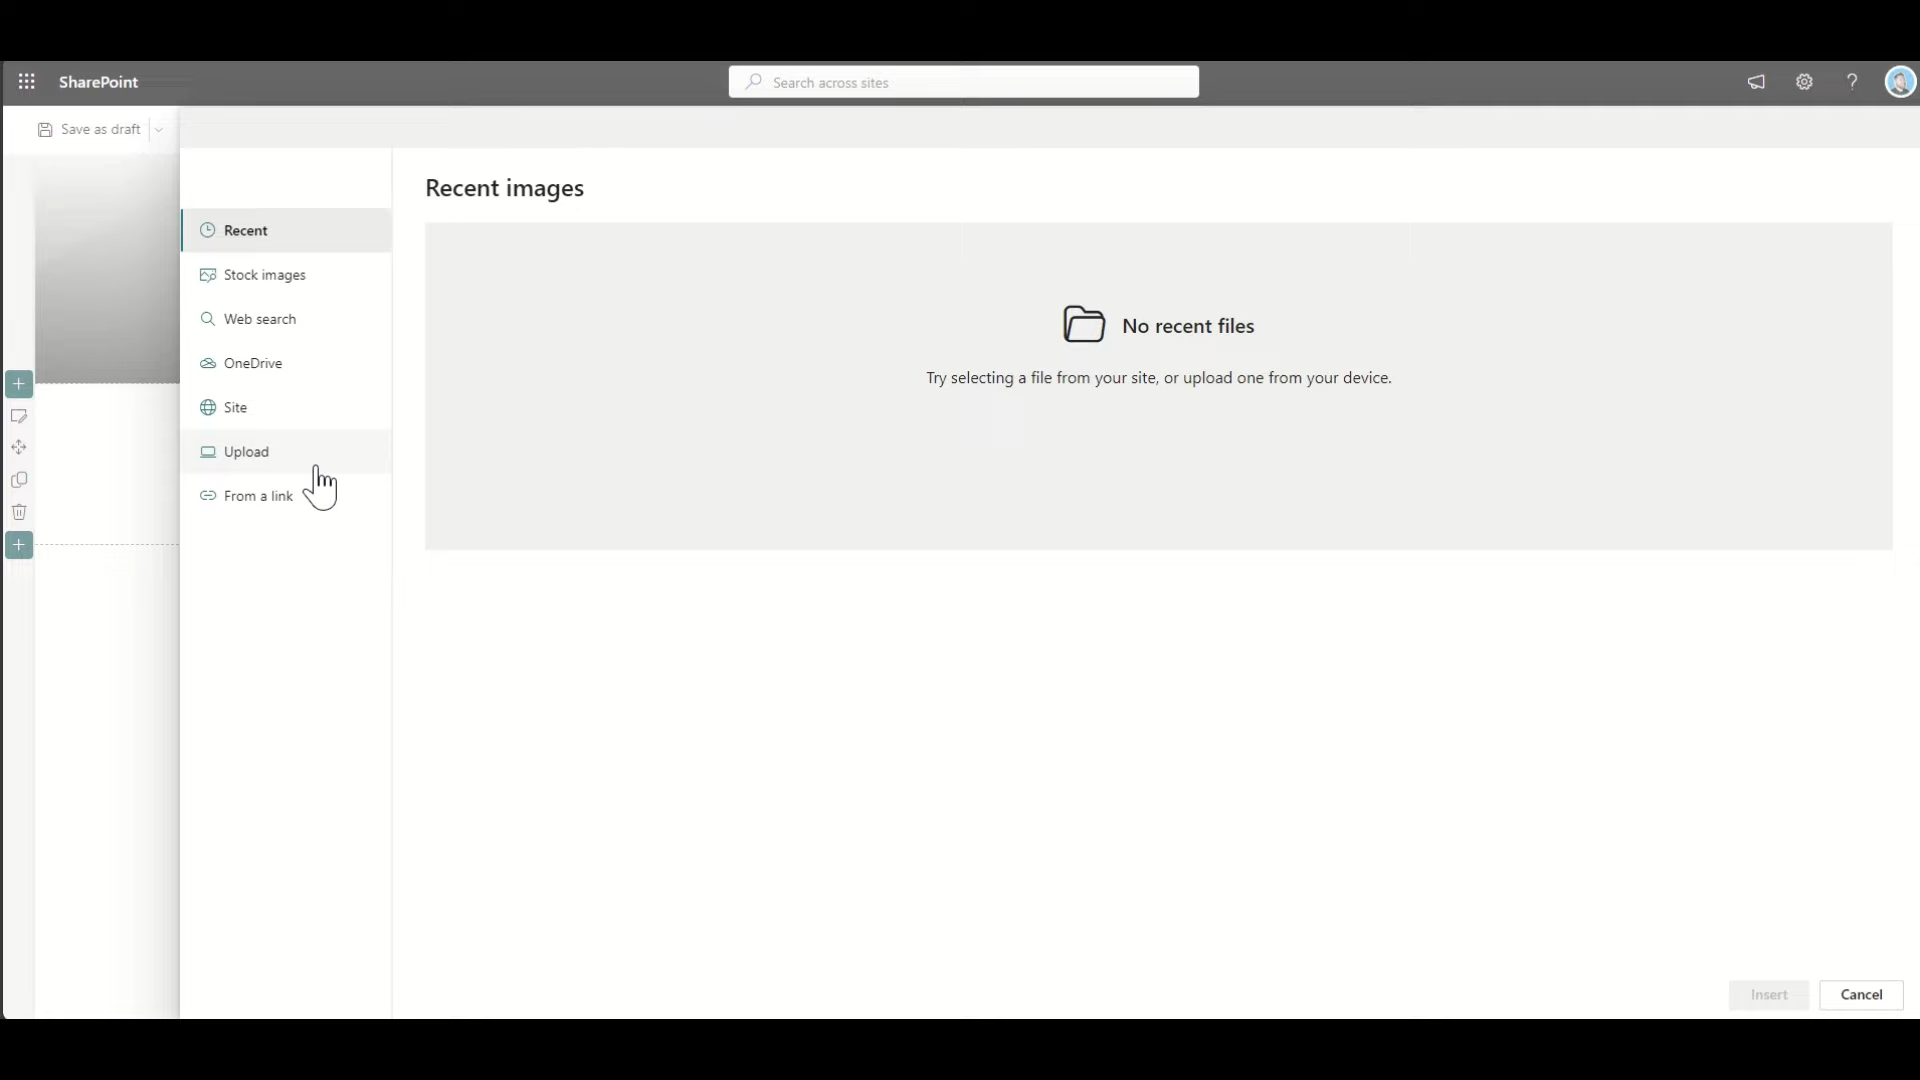 SharePoint
Search across sites
Save as draft
Recent images
Recent
Stock images
Web search
OneDrive
Site
Upload
From a link
No recent files
Try selecting a file from your site, or upload one from your device.
Insert
Cancel